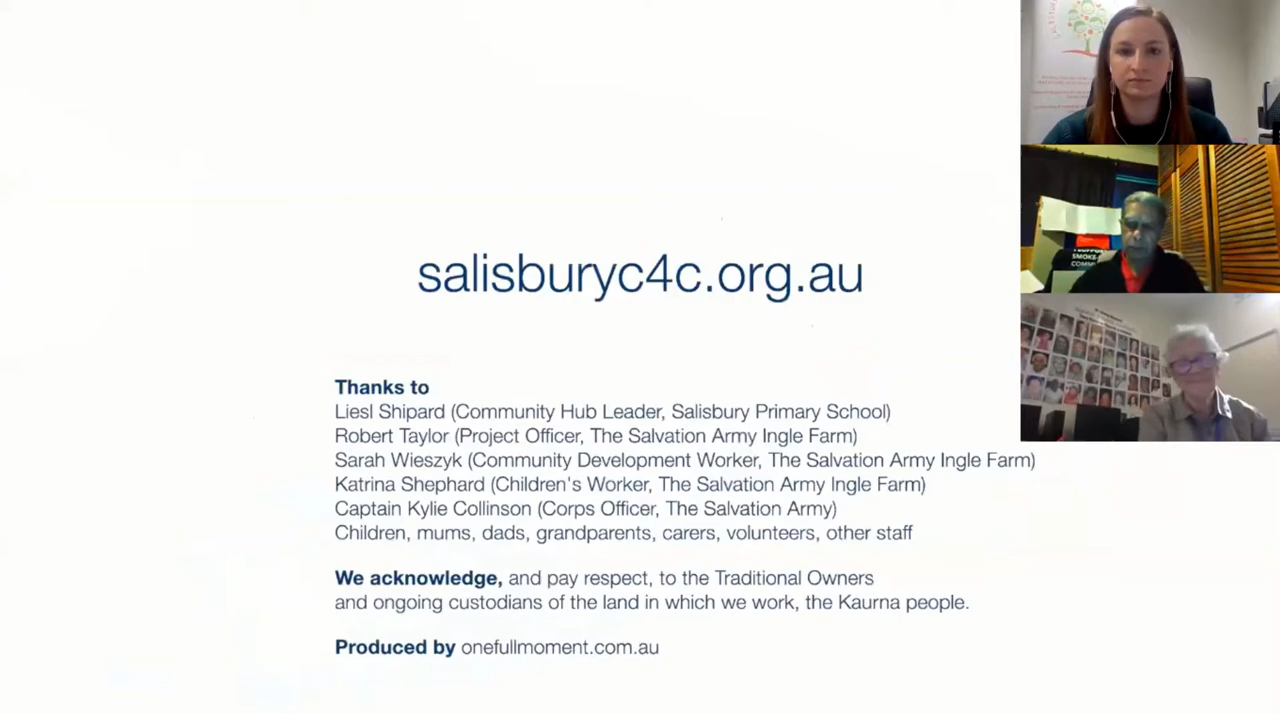 salisburyc4c.org.au
Thanks to
Liesl Shipard (Community Hub Leader, Salisbury Primary School)
Robert Taylor (Project Officer, The Salvation Army Ingle Farm)
Sarah Wieszyk (Community Development Worker, The Salvation Army Ingle Farm)
Katrina Shephard (Children's Worker, The Salvation Army Ingle Farm)
Captain Kylie Collinson (Corps Officer, The Salvation Army)
Children, mums, dads, grandparents, carers, volunteers, other staff
We acknowledge, and pay respect, to the Traditional Owners
and ongoing custodians of the land in which we work, the Kaurna people.
Produced by onefullmoment.com.au